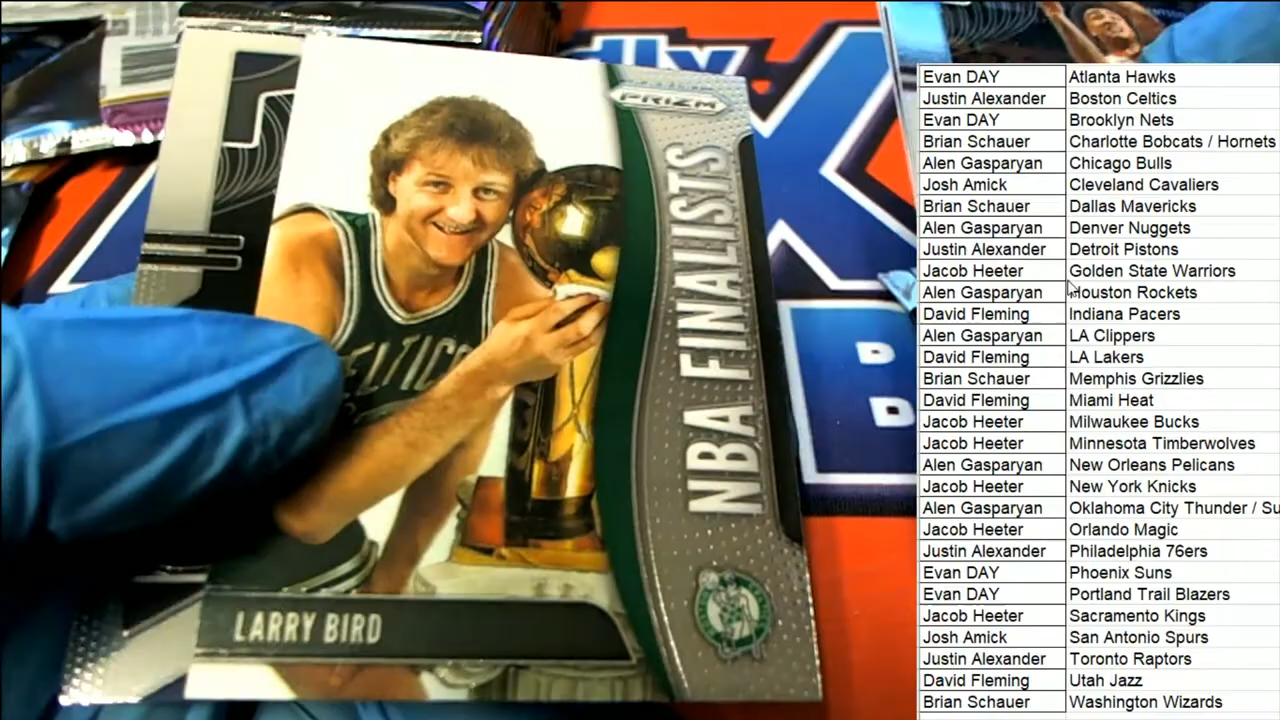 PRIZM
NBA FINALISTS
CELTICS
LARRY BIRD
Evan DAY Atlanta Hawks
Justin Alexander Boston Celtics
Evan DAY Brooklyn Nets
Brian Schauer Charlotte Bobcats / Hornets
Alen Gasparyan Chicago Bulls
Josh Amick Cleveland Cavaliers
Brian Schauer Dallas Mavericks
Alen Gasparyan Denver Nuggets
Justin Alexander Detroit Pistons
Jacob Heeter Golden State Warriors
Alen Gasparyan Houston Rockets
David Fleming Indiana Pacers
Alen Gasparyan LA Clippers
David Fleming LA Lakers
Brian Schauer Memphis Grizzlies
David Fleming Miami Heat
Jacob Heeter Milwaukee Bucks
Jacob Heeter Minnesota Timberwolves
Alen Gasparyan New Orleans Pelicans
Jacob Heeter New York Knicks
Alen Gasparyan Oklahoma City Thunder / Su
Jacob Heeter Orlando Magic
Justin Alexander Philadelphia 76ers
Evan DAY Phoenix Suns
Evan DAY Portland Trail Blazers
Jacob Heeter Sacramento Kings
Josh Amick San Antonio Spurs
Justin Alexander Toronto Raptors
David Fleming Utah Jazz
Brian Schauer Washington Wizards